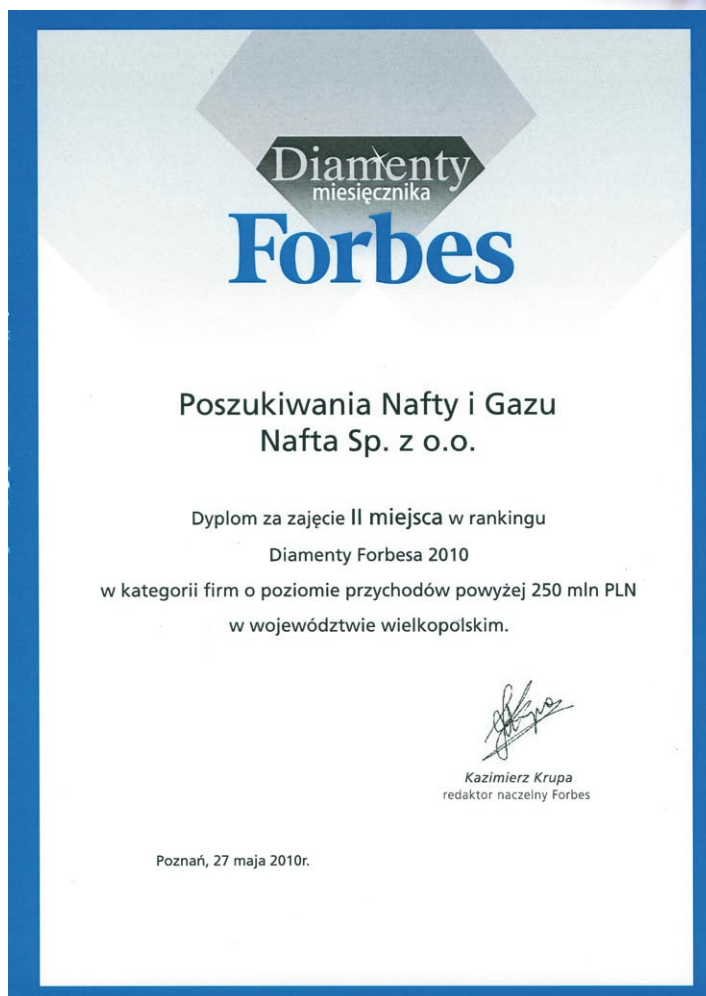 Diamenty
miesięcznika
Forbes
Poszukiwania Nafty i Gazu
Nafta Sp. z o.o.
Dyplom za zajęcie II miejsca w rankingu
Diamenty Forbesa 2010
w kategorii firm o poziomie przychodów powyżej 250 mln PLN
w województwie wielkopolskim.
Kazimierz Krupa
redaktor naczelny Forbes
Poznań, 27 maja 2010r.